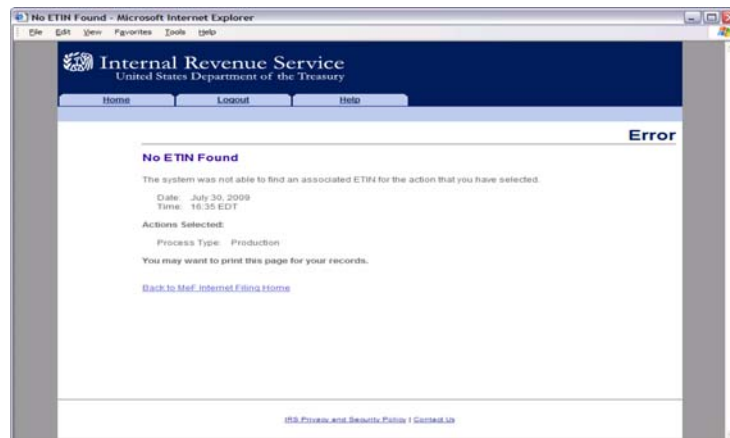 No ETIN Found - Microsoft Internet Explorer
File Edit View Favorites Tools Help
Internal Revenue Service
United States Department of the Treasury
Home Logout Help
Error
No ETIN Found
The system was not able to find an associated ETIN for the action that you have selected.
Date: July 30, 2009
Time: 16:35 EDT
Actions Selected:
Process Type: Production
You may want to print this page for your records.
Back to MeF Internet Filing Home
IRS Privacy and Security Policy | Contact Us